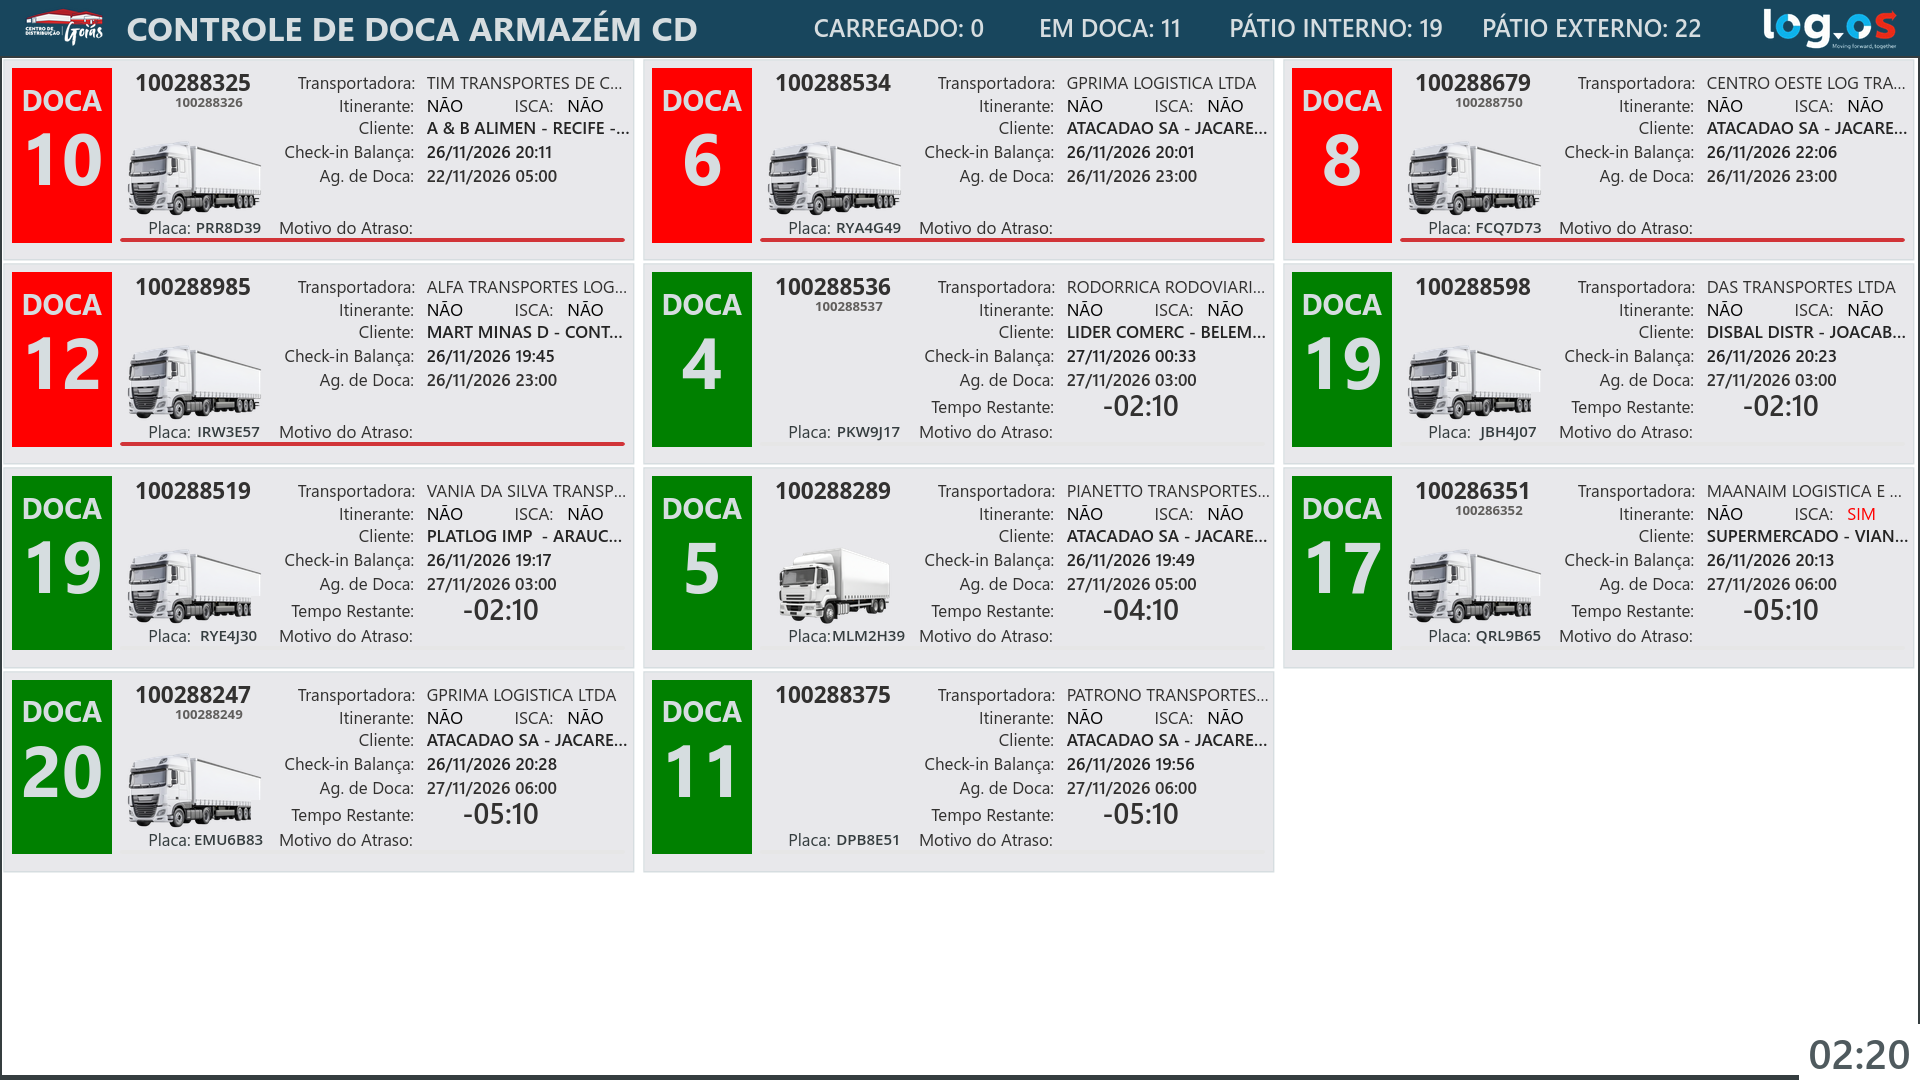 CENTRO DE DISTRIBUIÇÃO Goiás
CONTROLE DE DOCA ARMAZÉM CD
CARREGADO: 0
EM DOCA: 11
PÁTIO INTERNO: 19
PÁTIO EXTERNO: 22
log.os
Moving forward, together
DOCA
10
100288325
100288326
Transportadora: TIM TRANSPORTES DE C...
Itinerante: NÃO ISCA: NÃO
Cliente: A & B ALIMEN - RECIFE -...
Check-in Balança: 26/11/2026 20:11
Ag. de Doca: 22/11/2026 05:00
Placa: PRR8D39 Motivo do Atraso:
DOCA
6
100288534
Transportadora: GPRIMA LOGISTICA LTDA
Itinerante: NÃO ISCA: NÃO
Cliente: ATACADAO SA - JACARE...
Check-in Balança: 26/11/2026 20:01
Ag. de Doca: 26/11/2026 23:00
Placa: RYA4G49 Motivo do Atraso:
DOCA
8
100288679
100288750
Transportadora: CENTRO OESTE LOG TRA...
Itinerante: NÃO ISCA: NÃO
Cliente: ATACADAO SA - JACARE...
Check-in Balança: 26/11/2026 22:06
Ag. de Doca: 26/11/2026 23:00
Placa: FCQ7D73 Motivo do Atraso:
DOCA
12
100288985
Transportadora: ALFA TRANSPORTES LOG...
Itinerante: NÃO ISCA: NÃO
Cliente: MART MINAS D - CONT...
Check-in Balança: 26/11/2026 19:45
Ag. de Doca: 26/11/2026 23:00
Placa: IRW3E57 Motivo do Atraso:
DOCA
4
100288536
100288537
Transportadora: RODORRICA RODOVIARI...
Itinerante: NÃO ISCA: NÃO
Cliente: LIDER COMERC - BELEM...
Check-in Balança: 27/11/2026 00:33
Ag. de Doca: 27/11/2026 03:00
Tempo Restante: -02:10
Placa: PKW9J17 Motivo do Atraso:
DOCA
19
100288598
Transportadora: DAS TRANSPORTES LTDA
Itinerante: NÃO ISCA: NÃO
Cliente: DISBAL DISTR - JOACAB...
Check-in Balança: 26/11/2026 20:23
Ag. de Doca: 27/11/2026 03:00
Tempo Restante: -02:10
Placa: JBH4J07 Motivo do Atraso:
DOCA
19
100288519
Transportadora: VANIA DA SILVA TRANSP...
Itinerante: NÃO ISCA: NÃO
Cliente: PLATLOG IMP - ARAUC...
Check-in Balança: 26/11/2026 19:17
Ag. de Doca: 27/11/2026 03:00
Tempo Restante: -02:10
Placa: RYE4J30 Motivo do Atraso:
DOCA
5
100288289
Transportadora: PIANETTO TRANSPORTES...
Itinerante: NÃO ISCA: NÃO
Cliente: ATACADAO SA - JACARE...
Check-in Balança: 26/11/2026 19:49
Ag. de Doca: 27/11/2026 05:00
Tempo Restante: -04:10
Placa: MLM2H39 Motivo do Atraso:
DOCA
17
100286351
100286352
Transportadora: MAANAIM LOGISTICA E ...
Itinerante: NÃO ISCA: SIM
Cliente: SUPERMERCADO - VIAN...
Check-in Balança: 26/11/2026 20:13
Ag. de Doca: 27/11/2026 06:00
Tempo Restante: -05:10
Placa: QRL9B65 Motivo do Atraso:
DOCA
20
100288247
100288249
Transportadora: GPRIMA LOGISTICA LTDA
Itinerante: NÃO ISCA: NÃO
Cliente: ATACADAO SA - JACARE...
Check-in Balança: 26/11/2026 20:28
Ag. de Doca: 27/11/2026 06:00
Tempo Restante: -05:10
Placa: EMU6B83 Motivo do Atraso:
DOCA
11
100288375
Transportadora: PATRONO TRANSPORTES...
Itinerante: NÃO ISCA: NÃO
Cliente: ATACADAO SA - JACARE...
Check-in Balança: 26/11/2026 19:56
Ag. de Doca: 27/11/2026 06:00
Tempo Restante: -05:10
Placa: DPB8E51 Motivo do Atraso:
02:20